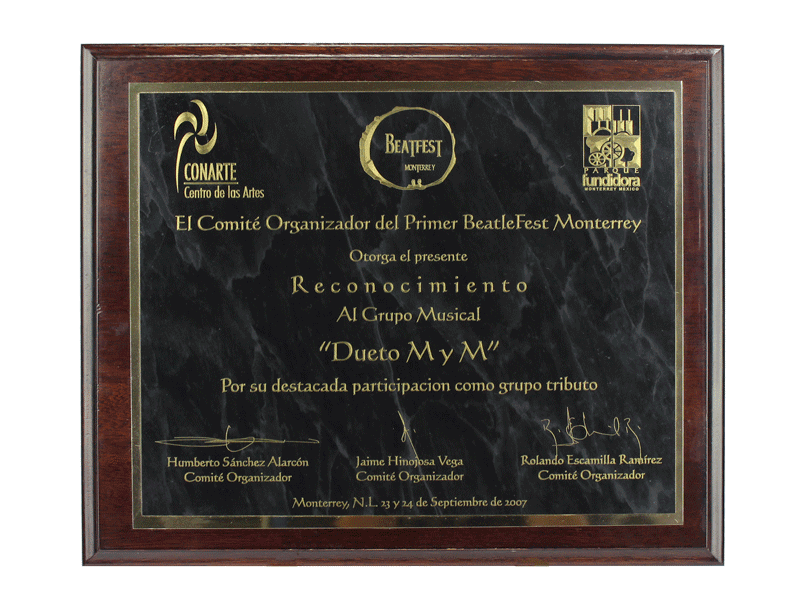 CONARTE
Centro de las Artes
BEATFEST
MONTERREY
PARQUE
fundidora
MONTERREY MEXICO
El Comité Organizador del Primer BeatleFest Monterrey
Otorga el presente
Reconocimiento
Al Grupo Musical
“Dueto M y M”
Por su destacada participacion como grupo tributo
Humberto Sánchez Alarcón
Comité Organizador
Jaime Hinojosa Vega
Comité Organizador
Rolando Escamilla Ramírez
Comité Organizador
Monterrey, N.L. 23 y 24 de Septiembre de 2007